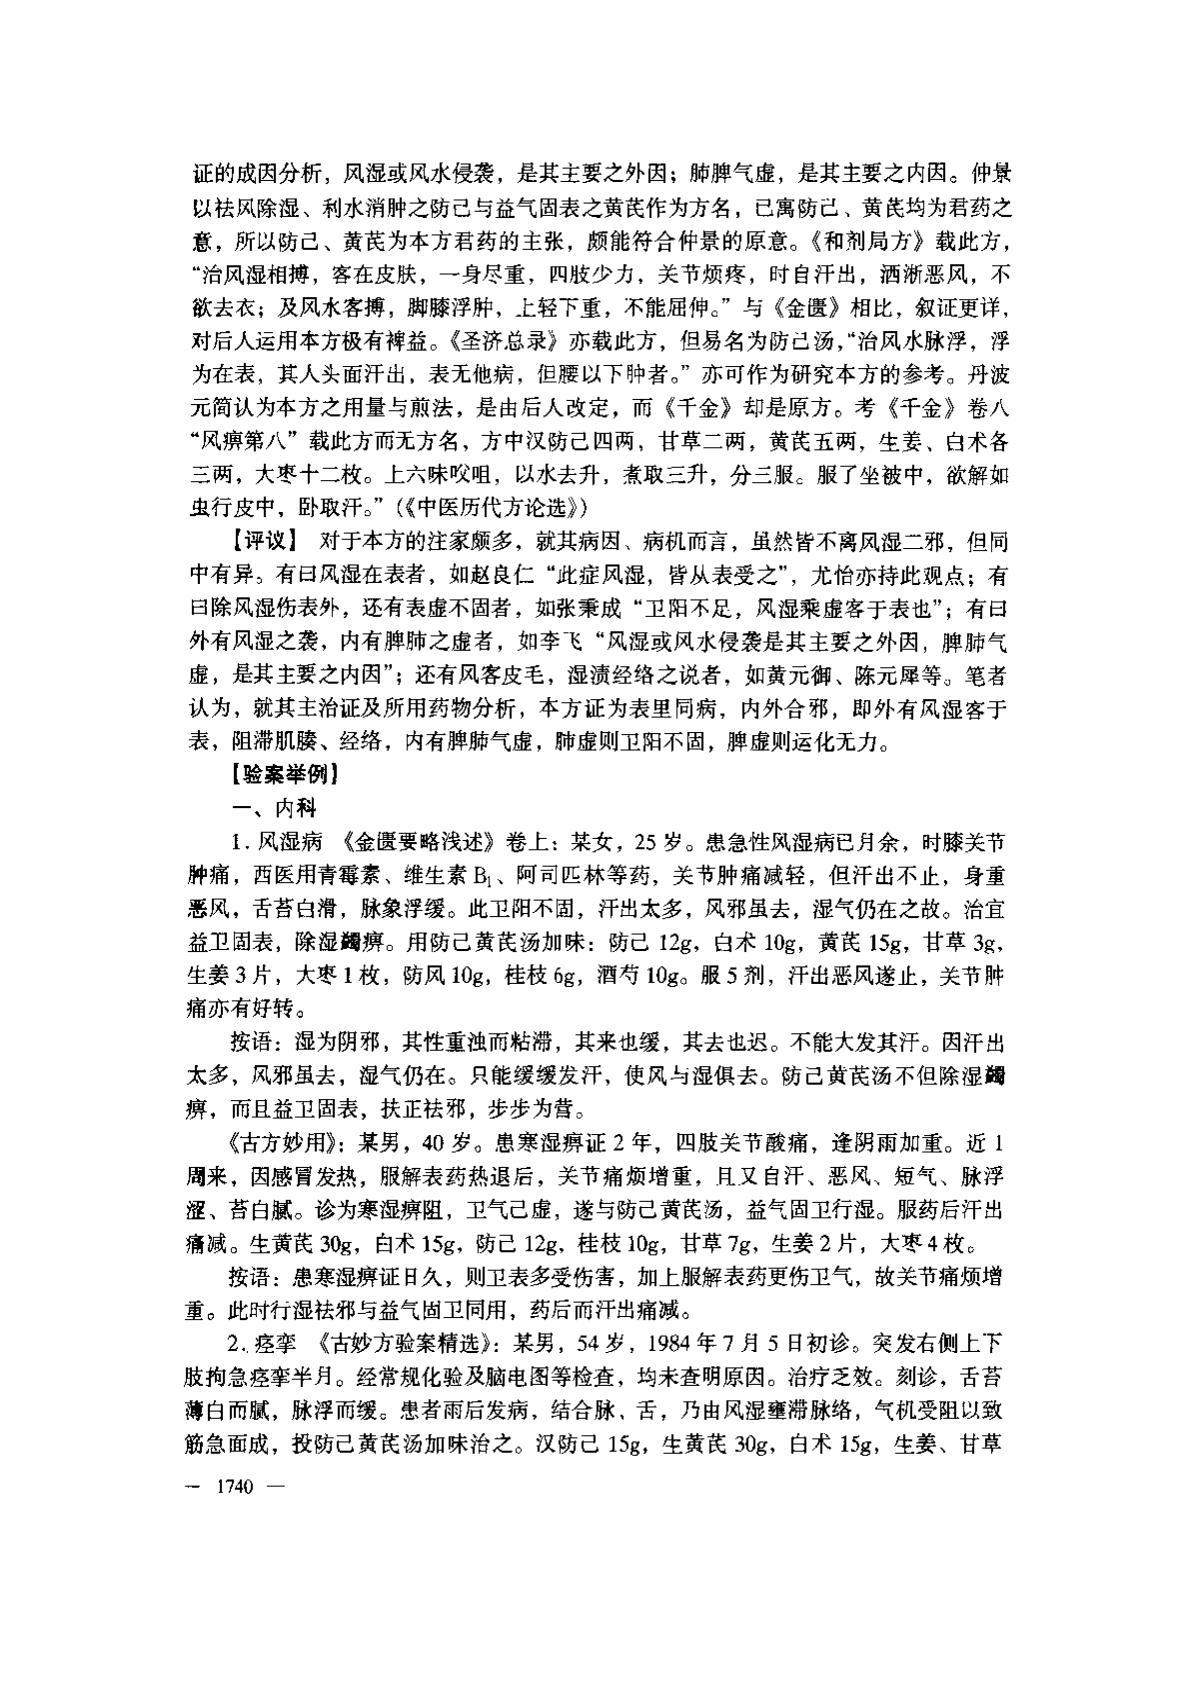 证的成因分析，风湿或风水侵袭，是其主要之外因；肺脾气虚，是其主要之内因。仲景
以祛风除湿、利水消肿之防己与益气固表之黄芪作为方名，已寓防己、黄芪均为君药之
意，所以防己、黄芪为本方君药的主张，颇能符合仲景的原意。《和剂局方》载此方，
“治风湿相搏，客在皮肤，一身尽重，四肢少力，关节烦疼，时自汗出，洒淅恶风，不
欲去衣；及风水客搏，脚膝浮肿，上轻下重，不能屈伸。”与《金匮》相比，叙证更详，
对后人运用本方极有裨益。《圣济总录》亦载此方，但易名为防己汤，“治风水脉浮，浮
为在表，其人头面汗出，表无他病，但腰以下肿者。”亦可作为研究本方的参考。丹波
元简认为本方之用量与煎法，是由后人改定，而《千金》却是原方。考《千金》卷八
“风痹第八”载此方而无方名，方中汉防己四两，甘草二两，黄芪五两，生姜、白术各
三两，大枣十二枚。上六味㕮咀，以水去升，煮取三升，分三服。服了坐被中，欲解如
虫行皮中，卧取汗。”（《中医历代方论选》）
【评议】 对于本方的注家颇多，就其病因、病机而言，虽然皆不离风湿二邪，但同
中有异。有曰风湿在表者，如赵良仁“此症风湿，皆从表受之”，尤怡亦持此观点；有
曰除风湿伤表外，还有表虚不固者，如张秉成“卫阳不足，风湿乘虚客于表也”；有曰
外有风湿之袭，内有脾肺之虚者，如李飞“风湿或风水侵袭是其主要之外因，脾肺气
虚，是其主要之内因”；还有风客皮毛，湿渍经络之说者，如黄元御、陈元犀等。笔者
认为，就其主治证及所用药物分析，本方证为表里同病，内外合邪，即外有风湿客于
表，阻滞肌腠、经络，内有脾肺气虚，肺虚则卫阳不固，脾虚则运化无力。
【验案举例】
一、内科
1. 风湿病 《金匮要略浅述》卷上：某女，25 岁。患急性风湿病已月余，时膝关节
肿痛，西医用青霉素、维生素 B₁、阿司匹林等药，关节肿痛减轻，但汗出不止，身重
恶风，舌苔白滑，脉象浮缓。此卫阳不固，汗出太多，风邪虽去，湿气仍在之故。治宜
益卫固表，除湿蠲痹。用防己黄芪汤加味：防己 12g，白术 10g，黄芪 15g，甘草 3g，
生姜 3 片，大枣 1 枚，防风 10g，桂枝 6g，酒芍 10g。服 5 剂，汗出恶风遂止，关节肿
痛亦有好转。
按语：湿为阴邪，其性重浊而粘滞，其来也缓，其去也迟。不能大发其汗。因汗出
太多，风邪虽去，湿气仍在。只能缓缓发汗，使风与湿俱去。防己黄芪汤不但除湿蠲
痹，而且益卫固表，扶正祛邪，步步为营。
《古方妙用》：某男，40 岁。患寒湿痹证 2 年，四肢关节酸痛，逢阴雨加重。近 1
周来，因感冒发热，服解表药热退后，关节痛烦增重，且又自汗、恶风、短气、脉浮
涩、苔白腻。诊为寒湿痹阻，卫气已虚，遂与防己黄芪汤，益气固卫行湿。服药后汗出
痛减。生黄芪 30g，白术 15g，防己 12g，桂枝 10g，甘草 7g，生姜 2 片，大枣 4 枚。
按语：患寒湿痹证日久，则卫表多受伤害，加上服解表药更伤卫气，故关节痛烦增
重。此时行湿祛邪与益气固卫同用，药后而汗出痛减。
2. 痉挛 《古妙方验案精选》：某男，54 岁，1984 年 7 月 5 日初诊。突发右侧上下
肢拘急痉挛半月。经常规化验及脑电图等检查，均未查明原因。治疗乏效。刻诊，舌苔
薄白而腻，脉浮而缓。患者雨后发病，结合脉、舌，乃由风湿壅滞脉络，气机受阻以致
筋急面成，投防己黄芪汤加味治之。汉防己 15g，生黄芪 30g，白术 15g，生姜、甘草
— 1740 —